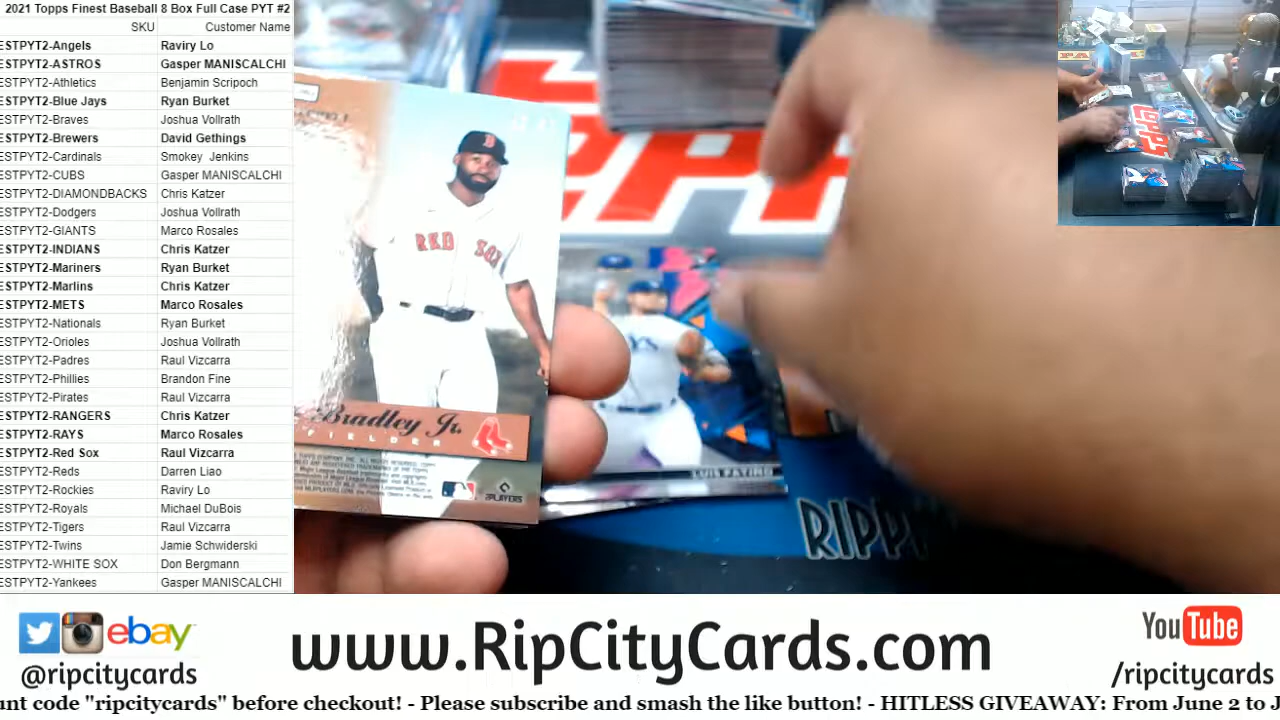 2021 Topps Finest Baseball 8 Box Full Case PYT #2
SKU Customer Name
ESTPYT2-Angels Raviry Lo
ESTPYT2-ASTROS Gasper MANISCALCHI
ESTPYT2-Athletics Benjamin Scripoch
ESTPYT2-Blue Jays Ryan Burket
ESTPYT2-Braves Joshua Vollrath
ESTPYT2-Brewers David Gethings
ESTPYT2-Cardinals Smokey Jenkins
ESTPYT2-CUBS Gasper MANISCALCHI
ESTPYT2-DIAMONDBACKS Chris Katzer
ESTPYT2-Dodgers Joshua Vollrath
ESTPYT2-GIANTS Marco Rosales
ESTPYT2-INDIANS Chris Katzer
ESTPYT2-Mariners Ryan Burket
ESTPYT2-Marlins Chris Katzer
ESTPYT2-METS Marco Rosales
ESTPYT2-Nationals Ryan Burket
ESTPYT2-Orioles Joshua Vollrath
ESTPYT2-Padres Raul Vizcarra
ESTPYT2-Phillies Brandon Fine
ESTPYT2-Pirates Raul Vizcarra
ESTPYT2-RANGERS Chris Katzer
ESTPYT2-RAYS Marco Rosales
ESTPYT2-Red Sox Raul Vizcarra
ESTPYT2-Reds Darren Liao
ESTPYT2-Rockies Raviry Lo
ESTPYT2-Royals Michael DuBois
ESTPYT2-Tigers Raul Vizcarra
ESTPYT2-Twins Jamie Schwiderski
ESTPYT2-WHITE SOX Don Bergmann
ESTPYT2-Yankees Gasper MANISCALCHI
RED SOX
Bradley Jr.
FIELDER
MLB PLAYERS
LUIS PATIÑO
RIPP
TOPPS
ebay
@ripcitycards
www.RipCityCards.com
YouTube
/ripcitycards
unt code "ripcitycards" before checkout! - Please subscribe and smash the like button! - HITLESS GIVEAWAY: From June 2 to J